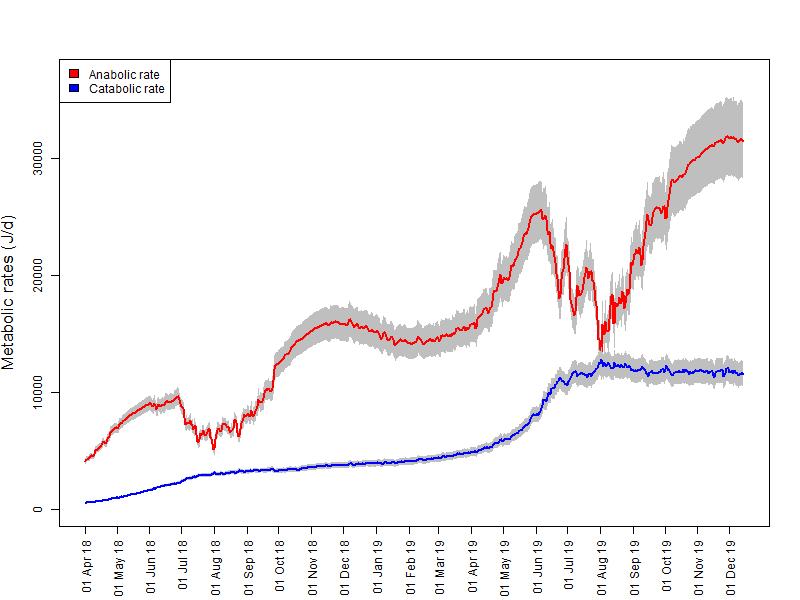 Anabolic rate
Catabolic rate
Metabolic rates (J/d)
30000
20000
10000
0
01 Apr 18
01 May 18
01 Jun 18
01 Jul 18
01 Aug 18
01 Sep 18
01 Oct 18
01 Nov 18
01 Dec 18
01 Jan 19
01 Feb 19
01 Mar 19
01 Apr 19
01 May 19
01 Jun 19
01 Jul 19
01 Aug 19
01 Sep 19
01 Oct 19
01 Nov 19
01 Dec 19